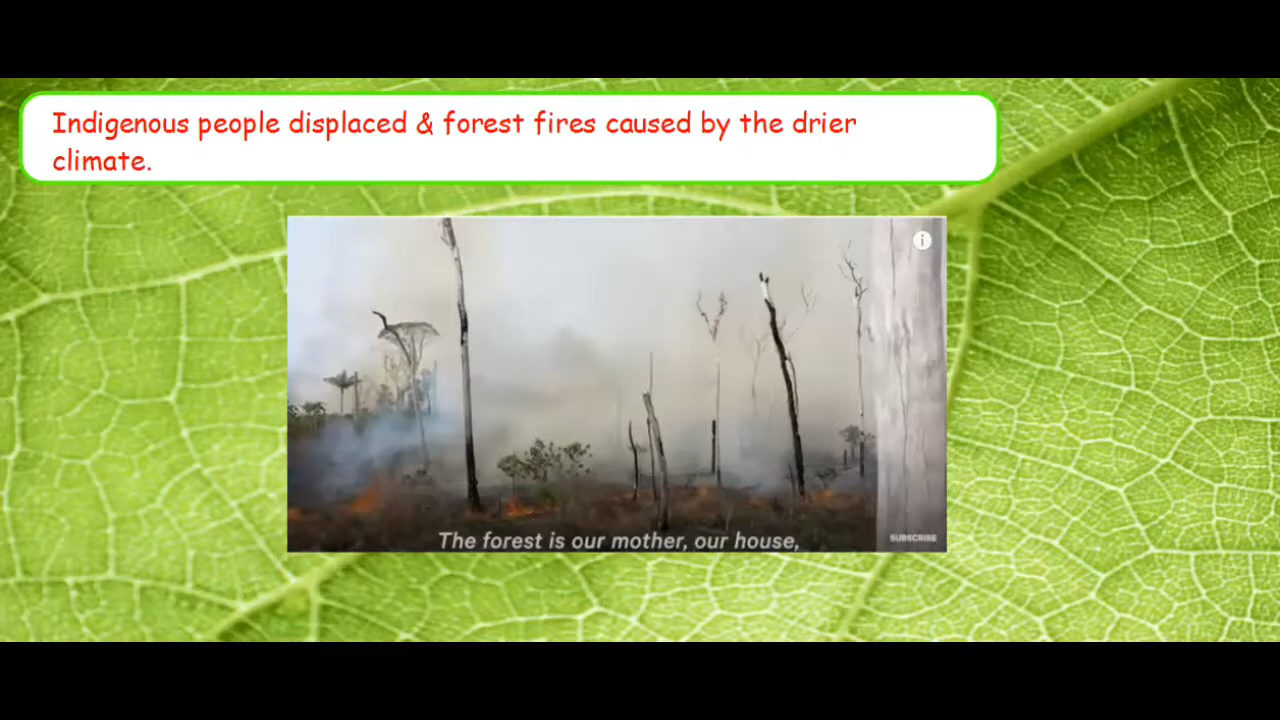 Indigenous people displaced & forest fires caused by the drier
climate.
i
The forest is our mother, our house,
SUBSCRIBE